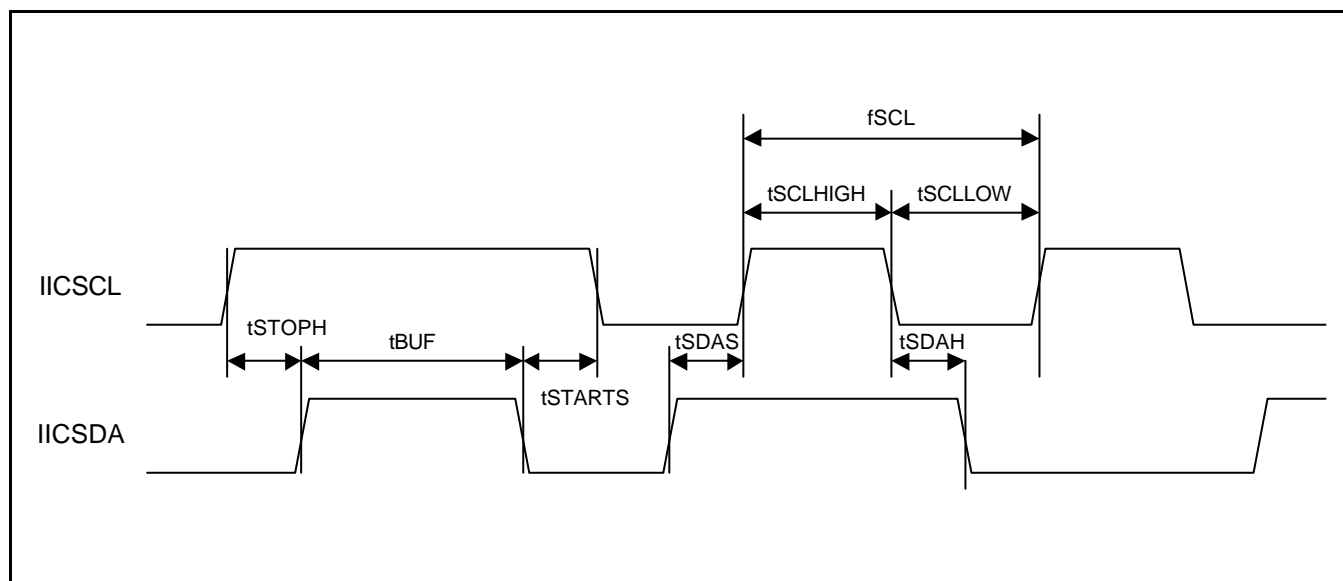 fSCL
tSCLHIGH
tSCLLOW
IICSCL
tSTOPH
tBUF
tSDAS
tSDAH
tSTARTS
IICSDA